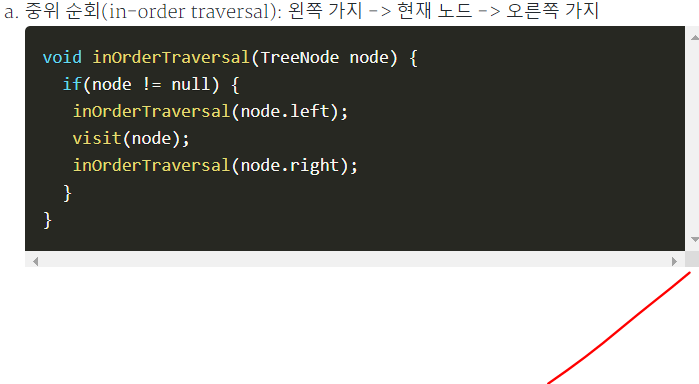 a. 중위 순회(in-order traversal): 왼쪽 가지 -> 현재 노드 -> 오른쪽 가지
void inOrderTraversal(TreeNode node) {
  if(node != null) {
   inOrderTraversal(node.left);
   visit(node);
   inOrderTraversal(node.right);
  }
}